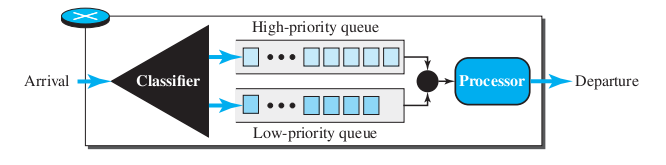 High-priority queue
Arrival
Classifier
Processor
Departure
Low-priority queue